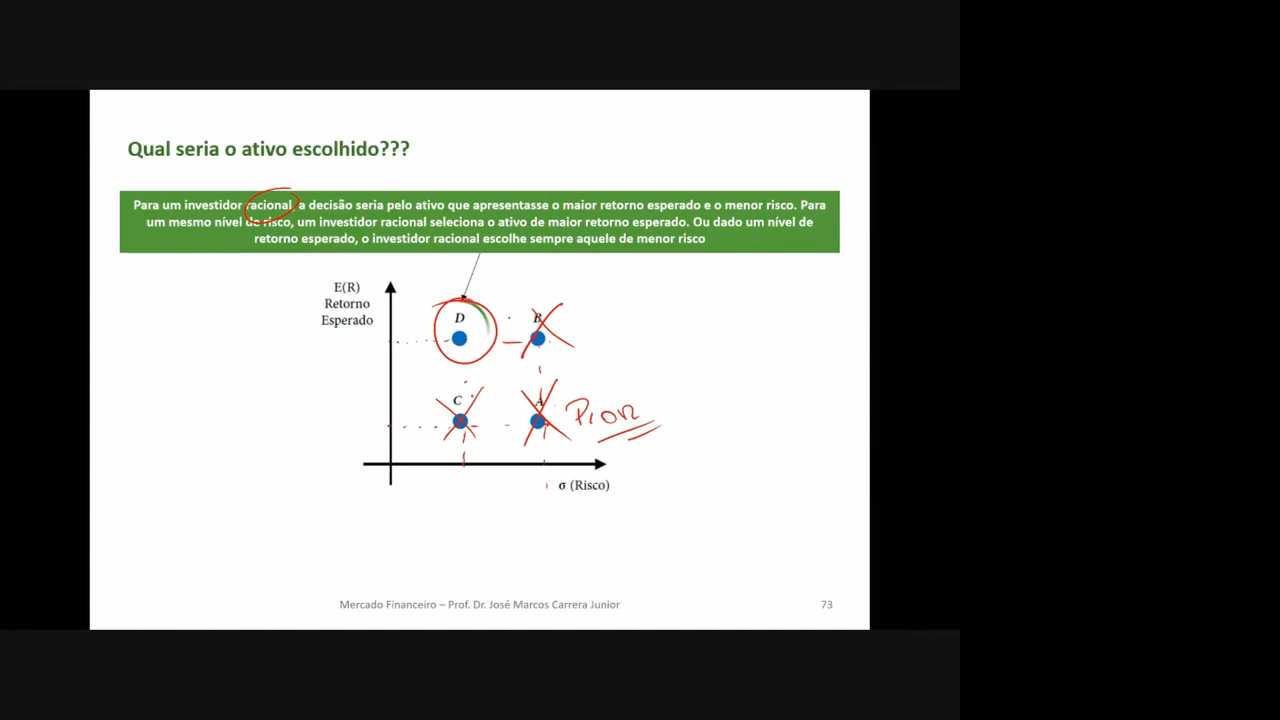 Qual seria o ativo escolhido???
Para um investidor racional a decisão seria pelo ativo que apresentasse o maior retorno esperado e o menor risco. Para
um mesmo nível de risco, um investidor racional seleciona o ativo de maior retorno esperado. Ou dado um nível de
retorno esperado, o investidor racional escolhe sempre aquele de menor risco
E(R)
Retorno
Esperado
D
B
C
A
Pior
σ (Risco)
Mercado Financeiro – Prof. Dr. José Marcos Carrera Junior
73